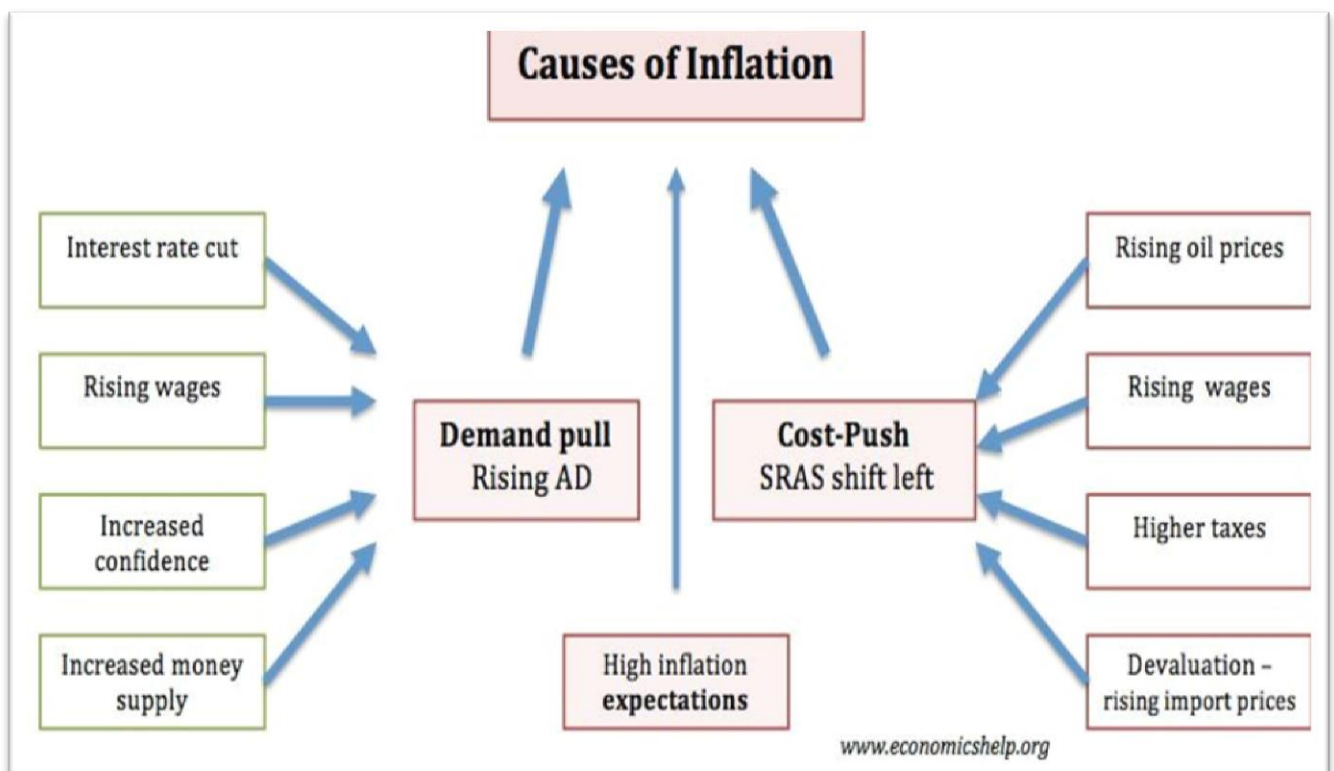 Causes of Inflation
Interest rate cut
Rising wages
Increased
confidence
Increased money
supply
Demand pull
Rising AD
High inflation
expectations
Cost-Push
SRAS shift left
Rising oil prices
Rising wages
Higher taxes
Devaluation –
rising import prices
www.economicshelp.org